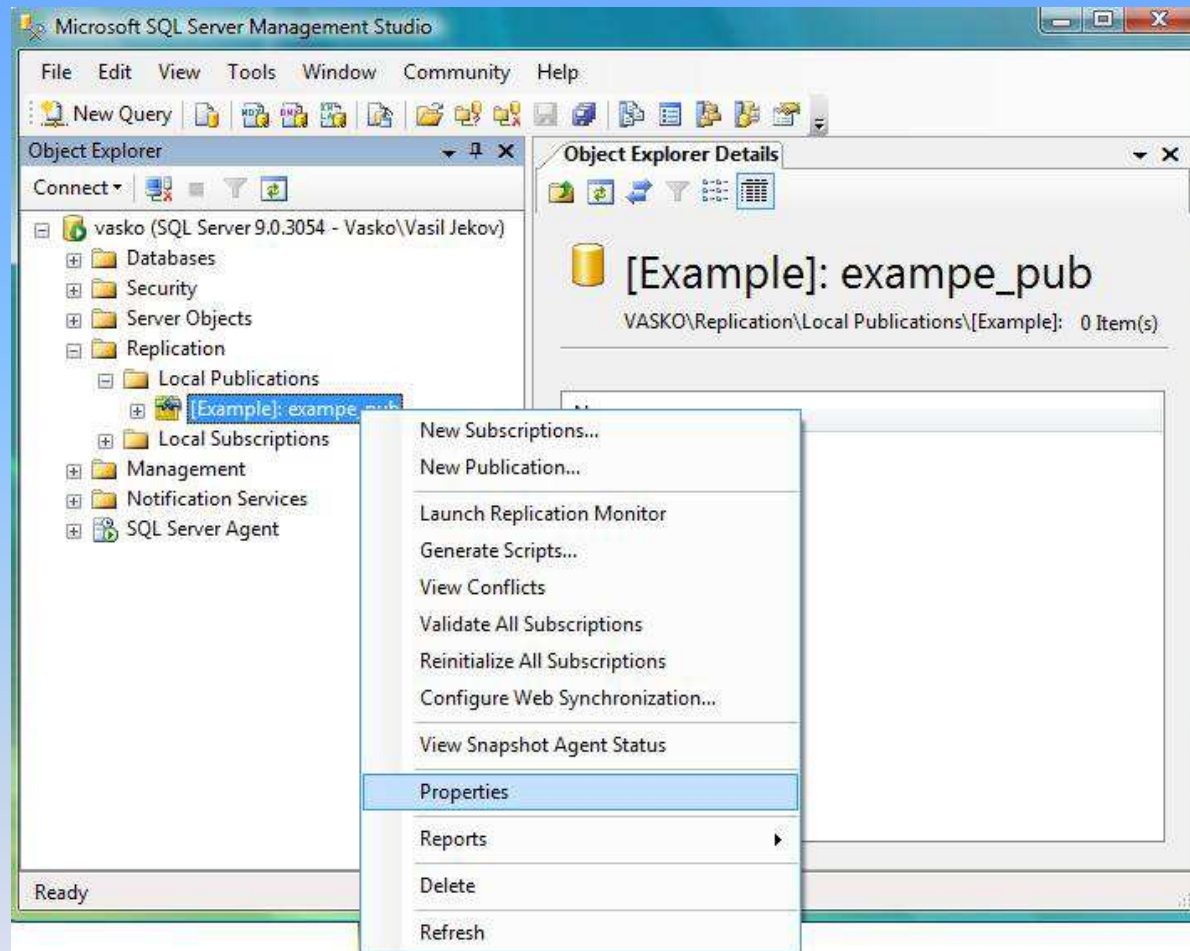 Microsoft SQL Server Management Studio
File Edit View Tools Window Community Help
New Query
Object Explorer
Connect
vasko (SQL Server 9.0.3054 - Vasko\Vasil Jekov)
Databases
Security
Server Objects
Replication
Local Publications
[Example]: exampe_pub
Local Subscriptions
Management
Notification Services
SQL Server Agent
Object Explorer Details
[Example]: exampe_pub
VASKO\Replication\Local Publications\[Example]: 0 Item(s)
New Subscriptions...
New Publication...
Launch Replication Monitor
Generate Scripts...
View Conflicts
Validate All Subscriptions
Reinitialize All Subscriptions
Configure Web Synchronization...
View Snapshot Agent Status
Properties
Reports
Delete
Refresh
Ready